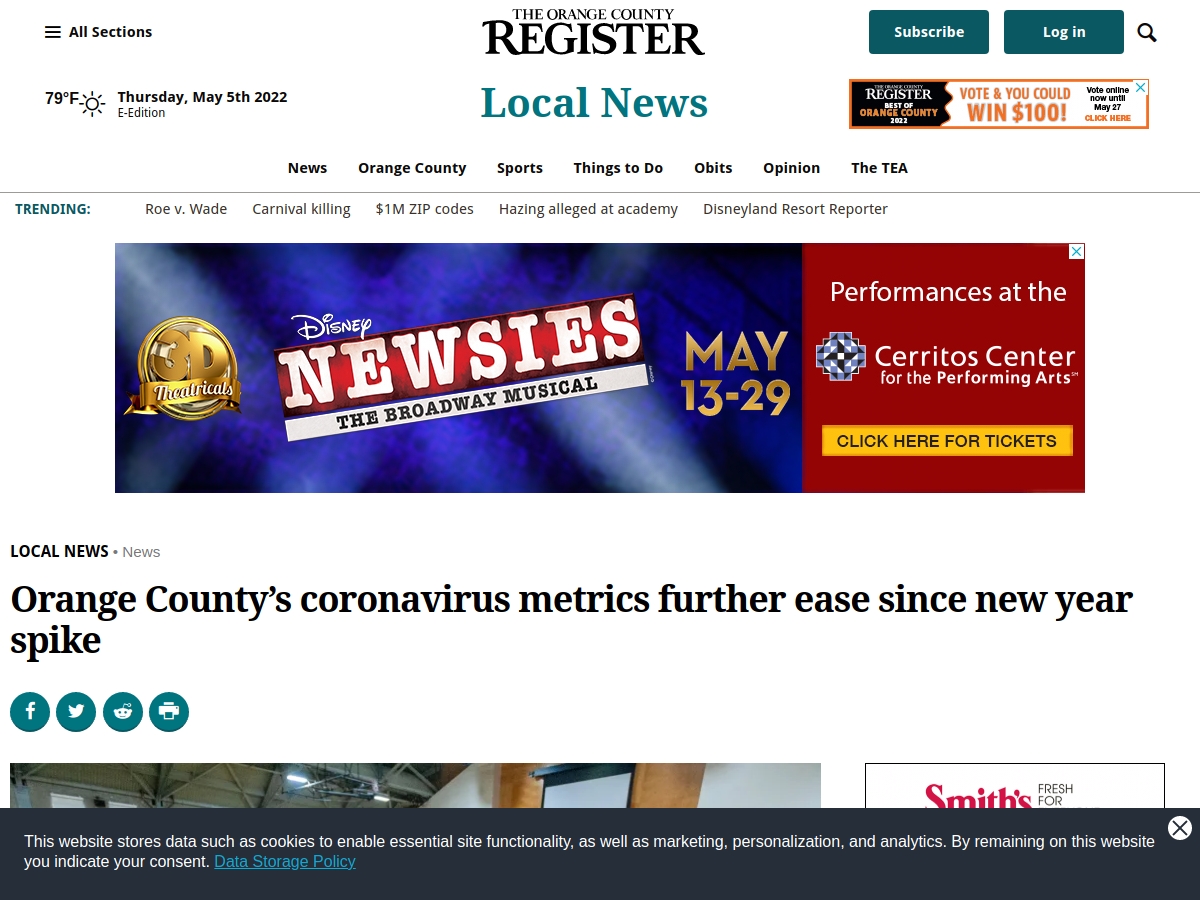 All Sections
THE ORANGE COUNTY
REGISTER
Subscribe
Log in
79°F
Thursday, May 5th 2022
E-Edition
Local News
THE ORANGE COUNTY
REGISTER
BEST OF
ORANGE COUNTY
2022
VOTE & YOU COULD
WIN $100!
Vote online
now until
May 27
CLICK HERE
News Orange County Sports Things to Do Obits Opinion The TEA
TRENDING: Roe v. Wade Carnival killing $1M ZIP codes Hazing alleged at academy Disneyland Resort Reporter
3D
Theatricals
DISNEY
NEWSIES
THE BROADWAY MUSICAL
MAY
13-29
Performances at the
Cerritos Center
for the Performing Arts℠
CLICK HERE FOR TICKETS
LOCAL NEWS • News
Orange County’s coronavirus metrics further ease since new year
spike
Smith's
FRESH
FOR
This website stores data such as cookies to enable essential site functionality, as well as marketing, personalization, and analytics. By remaining on this website
you indicate your consent. Data Storage Policy